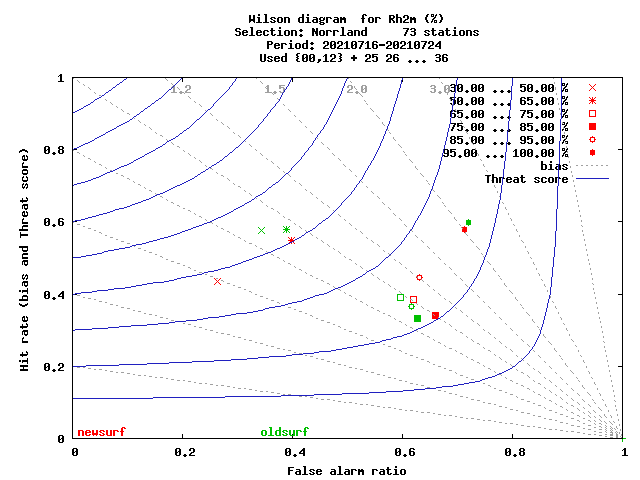 Wilson diagram for Rh2m (%)
Selection: Norrland 73 stations
Period: 20210716-20210724
Used {00,12} + 25 26 ... 36
1.2 1.5 2.0 3.0
30.00 ... 50.00 %
50.00 ... 65.00 %
65.00 ... 75.00 %
75.00 ... 85.00 %
85.00 ... 95.00 %
95.00 ... 100.00 %
bias
Threat score
Hit rate (bias and Threat score)
1
0.8
0.6
0.4
0.2
0
newsurf oldsurf
0 0.2 0.4 0.6 0.8 1
False alarm ratio